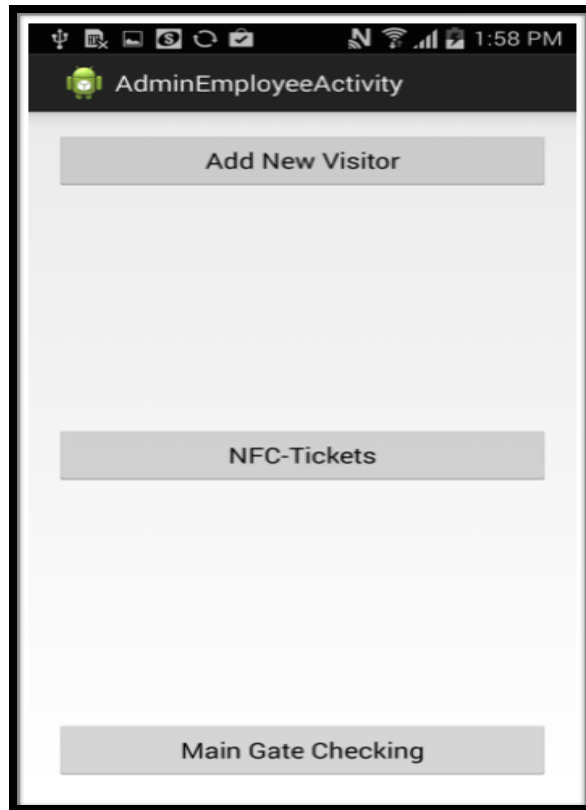 1:58 PM
AdminEmployeeActivity
Add New Visitor
NFC-Tickets
Main Gate Checking